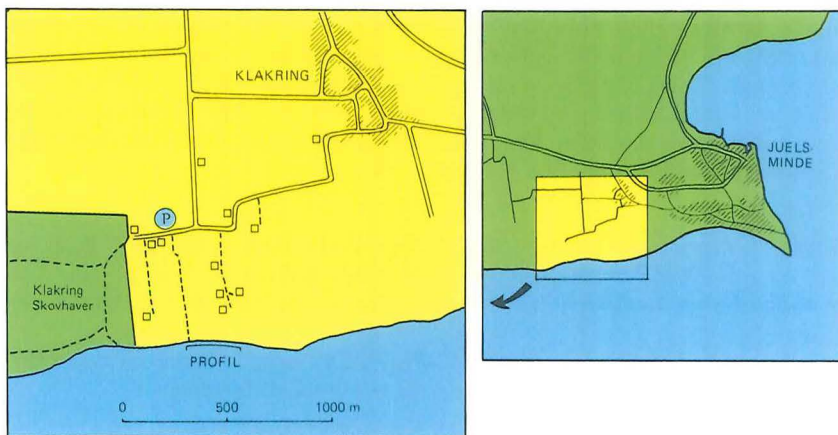 KLAKRING
P
Klakring
Skovhaver
PROFIL
0 500 1000 m
JUELS-
MINDE